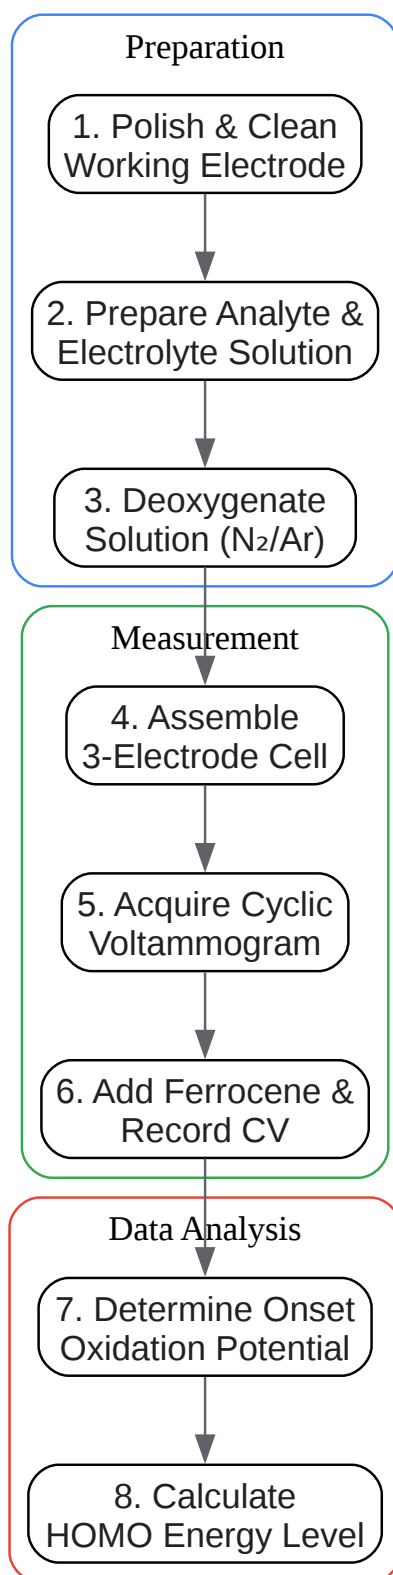 Preparation
1. Polish & Clean
Working Electrode
2. Prepare Analyte &
Electrolyte Solution
3. Deoxygenate
Solution (N₂/Ar)
Measurement
4. Assemble
3-Electrode Cell
5. Acquire Cyclic
Voltammogram
6. Add Ferrocene &
Record CV
Data Analysis
7. Determine Onset
Oxidation Potential
8. Calculate
HOMO Energy Level